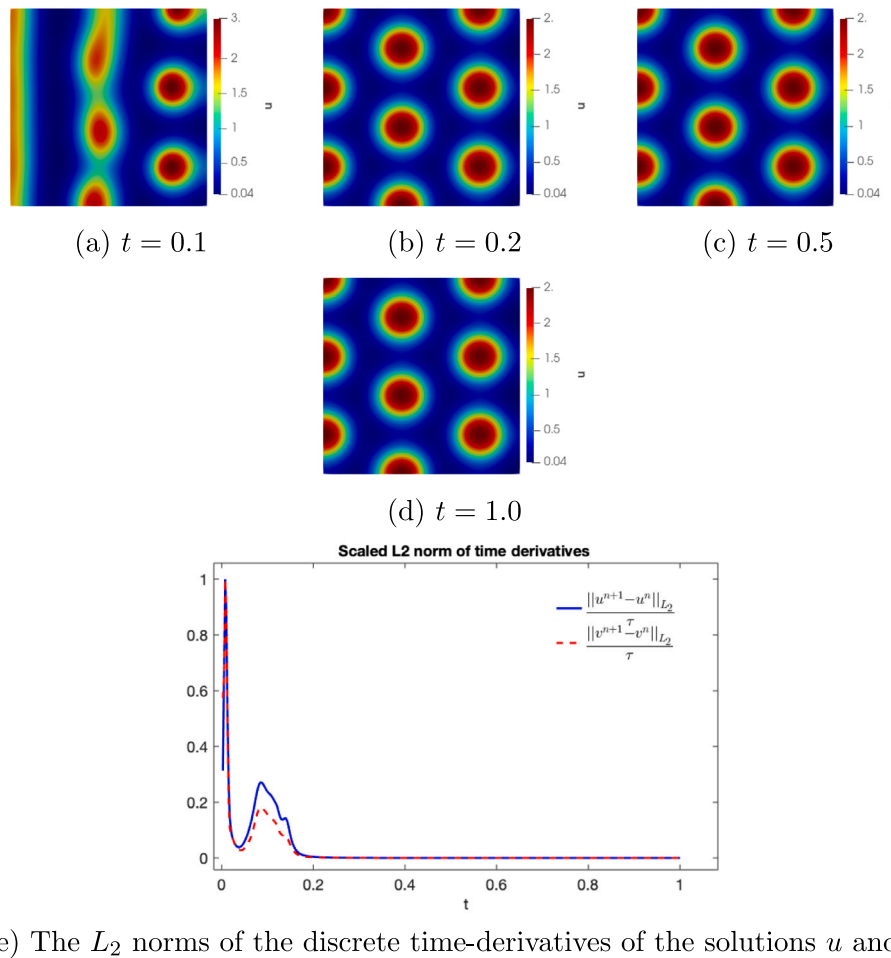 3.
2.5
2
1.5
1
0.5
0.04
u
2.
2
1.5
1
0.5
0.04
u
2.
2
1.5
1
0.5
0.04
(a) t = 0.1
(b) t = 0.2
(c) t = 0.5
2.
2
1.5
1
0.5
0.04
u
(d) t = 1.0
Scaled L2 norm of time derivatives
1
0.8
0.6
0.4
0.2
0
||u^{n+1}−u^n||_{L_2}
τ
||v^{n+1}−v^n||_{L_2}
τ
0 0.2 0.4 0.6 0.8 1
t
e) The L_2 norms of the discrete time-derivatives of the solutions u and